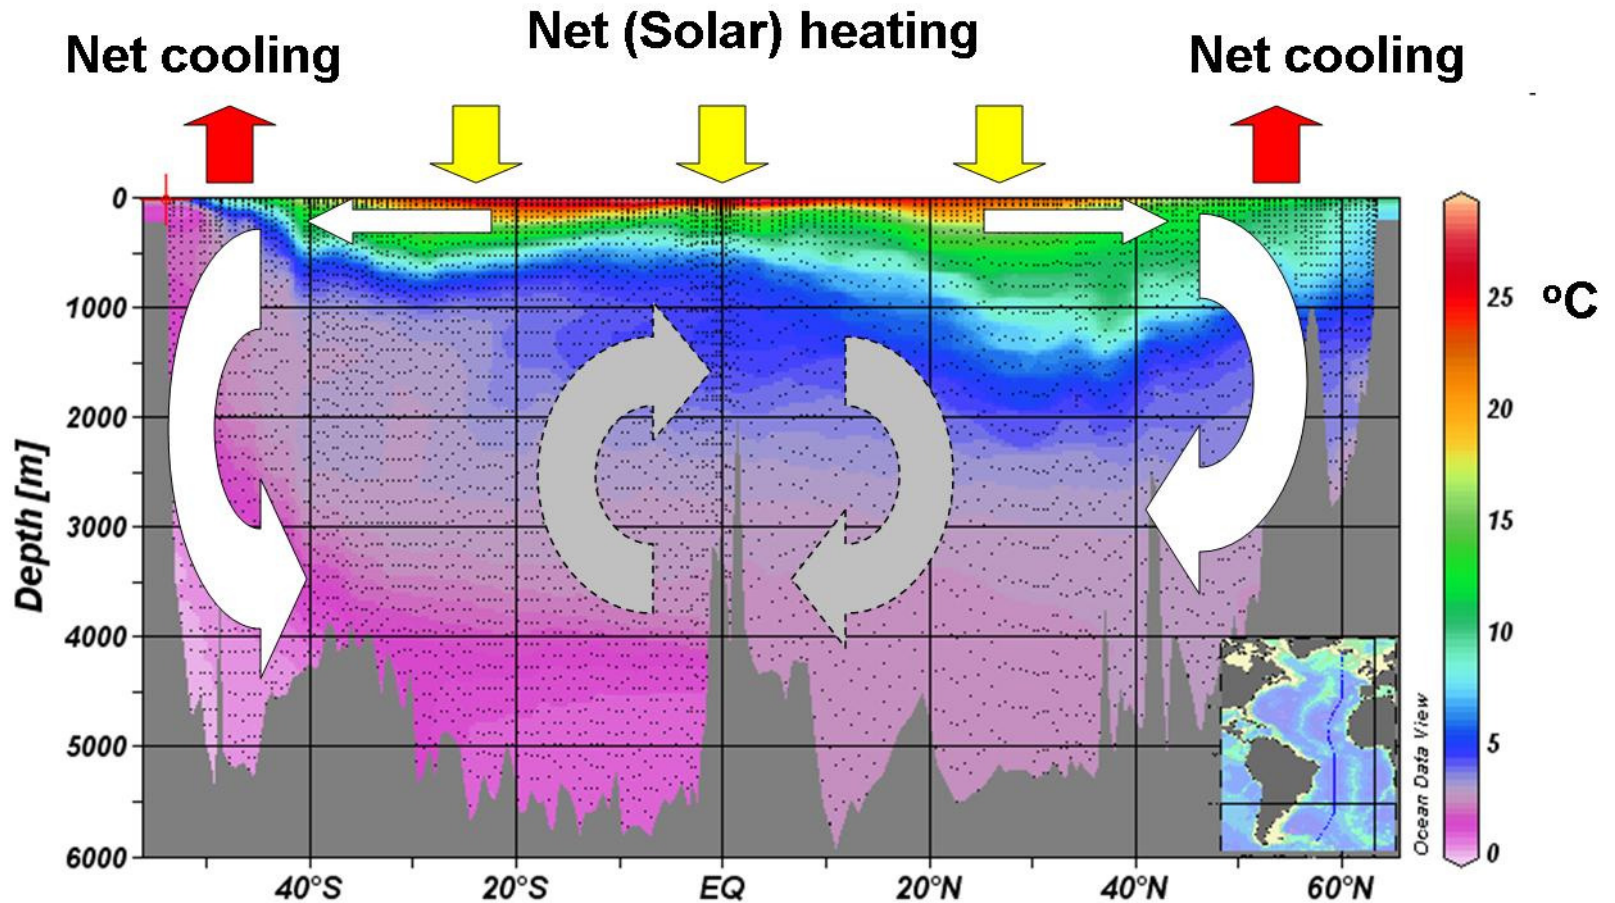 Net (Solar) heating
Net cooling
Net cooling
0
1000
2000
3000
4000
5000
6000
Depth [m]
40°S
20°S
EQ
20°N
40°N
60°N
Ocean Data View
25
20
15
10
5
0
ºC